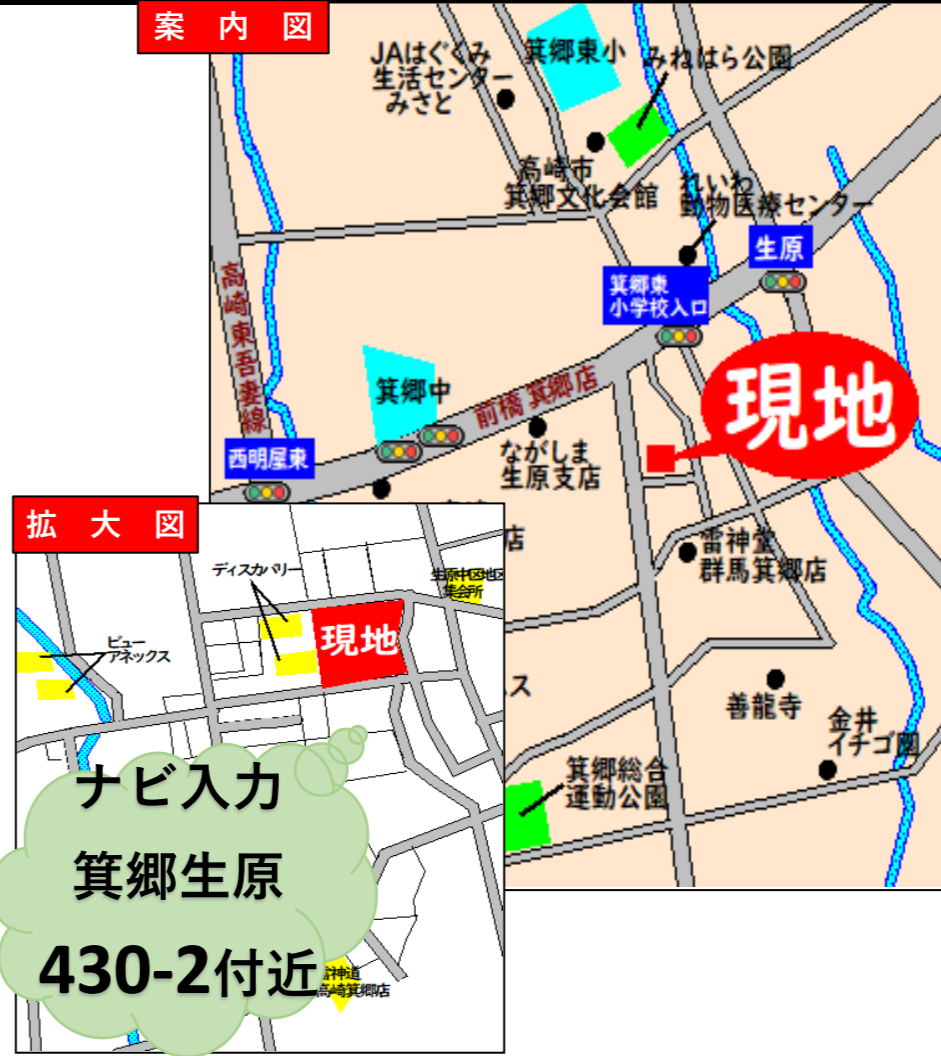 案内図
JAはぐくみ
生活センター
みさと
箕郷東小
みねはら公園
高崎市
箕郷文化会館
れいわ
動物医療センター
生原
箕郷東
小学校入口
高崎東吾妻線
箕郷中
前橋箕郷店
現地
西明屋東
ながしま
生原支店
店
雷神堂
群馬箕郷店
ス
善龍寺
金井
イチゴ園
箕郷総合
運動公園
拡大図
ディスカバリー
生原中区地区
集会所
現地
ビュー
アネックス
ナビ入力
箕郷生原
430-2付近
神道
高崎箕郷店